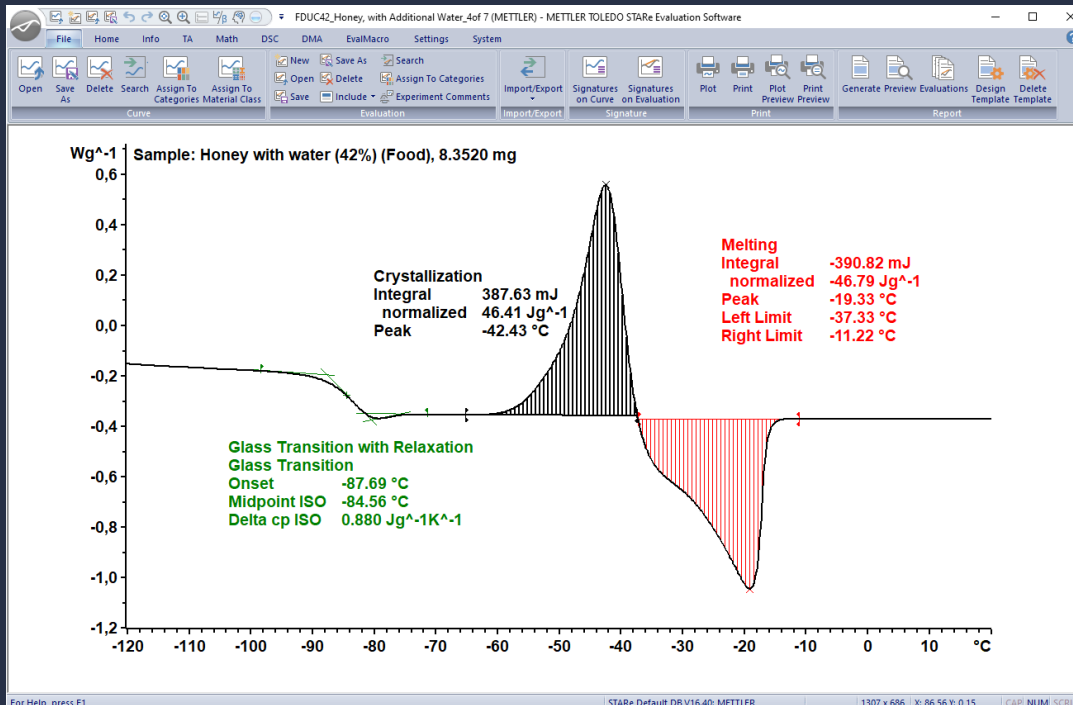 FDUC42_Honey, with Additional Water_4of 7 (METTLER) - METTLER TOLEDO STARe Evaluation Software
File Home Info TA Math DSC DMA EvalMacro Settings System
Open
Save As
Delete
Search
Assign To Categories
Assign To Material Class
Curve
New Save As Search
Open Delete Assign To Categories
Save Include Experiment Comments
Evaluation
Import/Export
Import/Export
Signatures on Curve
Signatures on Evaluation
Signature
Plot
Print
Plot Preview
Print Preview
Print
Generate
Preview
Evaluations
Design Template
Delete Template
Report
Wg^-1
Sample: Honey with water (42%) (Food), 8.3520 mg
0,6
0,4
0,2
0,0
-0,2
-0,4
-0,6
-0,8
-1,0
-1,2
Crystallization
Integral 387.63 mJ
normalized 46.41 Jg^-1
Peak -42.43 °C
Melting
Integral -390.82 mJ
normalized -46.79 Jg^-1
Peak -19.33 °C
Left Limit -37.33 °C
Right Limit -11.22 °C
Glass Transition with Relaxation
Glass Transition
Onset -87.69 °C
Midpoint ISO -84.56 °C
Delta cp ISO 0.880 Jg^-1K^-1
-120 -110 -100 -90 -80 -70 -60 -50 -40 -30 -20 -10 0 10 °C
For Help, press F1
STARe Default DB V16.40: METTLER 1307 x 686 X: 86.56 Y: 0.15 CAP NUM SCRL